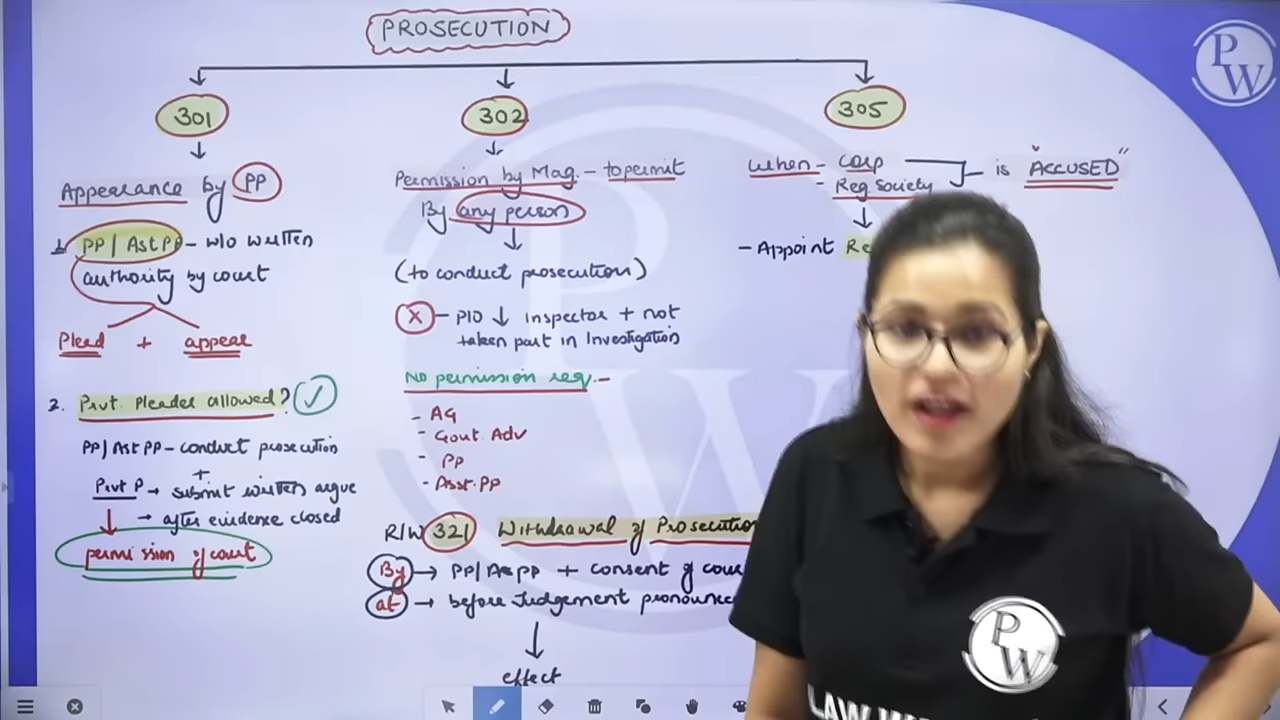 PROSECUTION
301
Appearance by PP
1. PP/Ast PP - w/o written
authority by court
Plead + appear
2. Pvt. Pleader allowed?
PP/Ast PP - conduct prosecution
+
Pvt P → submit written argue
→ after evidence closed
permission of court
302
Permission by Mag. - to permit
By any person
(to conduct prosecution)
X - PIO ↓ inspector + not
taken part in Investigation
No permission req. -
- AG
- Govt. Adv
- PP
- Asst. PP
R/W 321 Withdrawal of Prosecution
By → PP/Ast PP + consent of cou
at → before Judgement pronounce
effect
305
When - corp
- Reg Society
is "ACCUSED"
- Appoint Re
PW
PW
LAW W